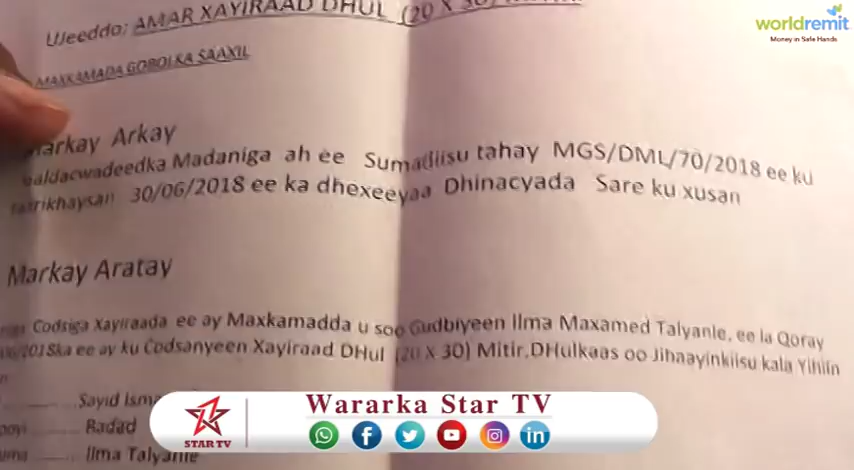 worldremit
Money in Safe Hands
Ujeeddo: AMAR XAYIRAAD DHUL (20 X 30)
MAXKAMADA GOBOLKA SAAXIL
Markay Arkay
Galdacwadeedka Madaniga ah ee Sumadiisu tahay MGS/DML/70/2018 ee ku
taarikhaysan 30/06/2018 ee ka dhexeeyaa Dhinacyada Sare ku xusan
Markay Aratay
Codsiga Xayiraada ee ay Maxkamadda u soo Gudbiyeen Ilma Maxamed Talyanle, ee la Qoray
ee ay ku Codsanyeen Xayiraad DHul (20 X 30) Mitir,DHulkaas oo Jihaayinkiisu kala Yihiin
Sayid
Badad
Ilma Talyanle
STAR TV
Wararka Star TV